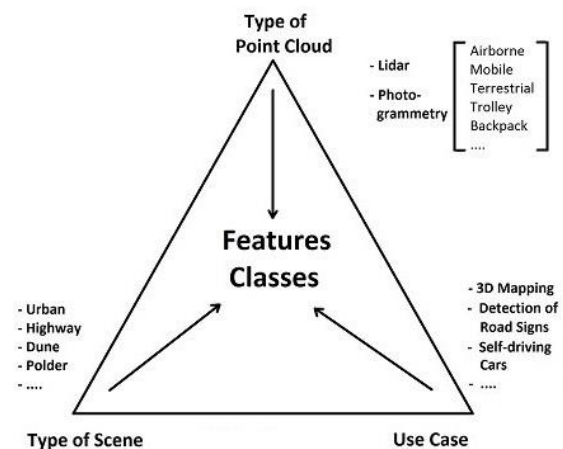 Type of
Point Cloud
- Lidar
- Photo-
grammetry
Airborne
Mobile
Terrestrial
Trolley
Backpack
....
Features
Classes
- Urban
- Highway
- Dune
- Polder
- ....
- 3D Mapping
- Detection of
Road Signs
- Self-driving
Cars
- ....
Type of Scene
Use Case